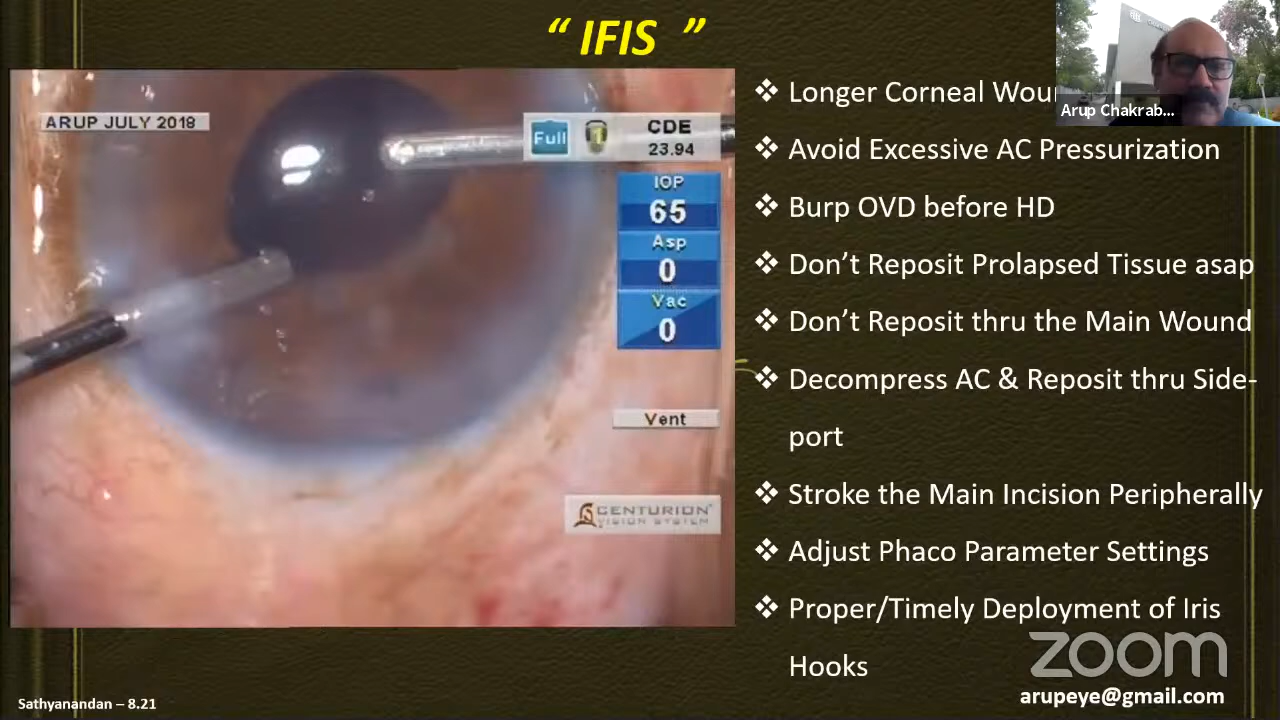 “ IFIS ”
ARUP JULY 2018
Full
CDE
23.94
IOP
65
Asp
0
Vac
0
Vent
CENTURION
VISION SYSTEM
❖ Longer Corneal
Arup Chakrab...
❖ Avoid Excessive AC Pressurization
❖ Burp OVD before HD
❖ Don’t Reposit Prolapsed Tissue asap
❖ Don’t Reposit thru the Main Wound
❖ Decompress AC & Reposit thru Side-
port
❖ Stroke the Main Incision Peripherally
❖ Adjust Phaco Parameter Settings
❖ Proper/Timely Deployment of Iris
Hooks
zoom
arupeye@gmail.com
Sathyanandan – 8.21